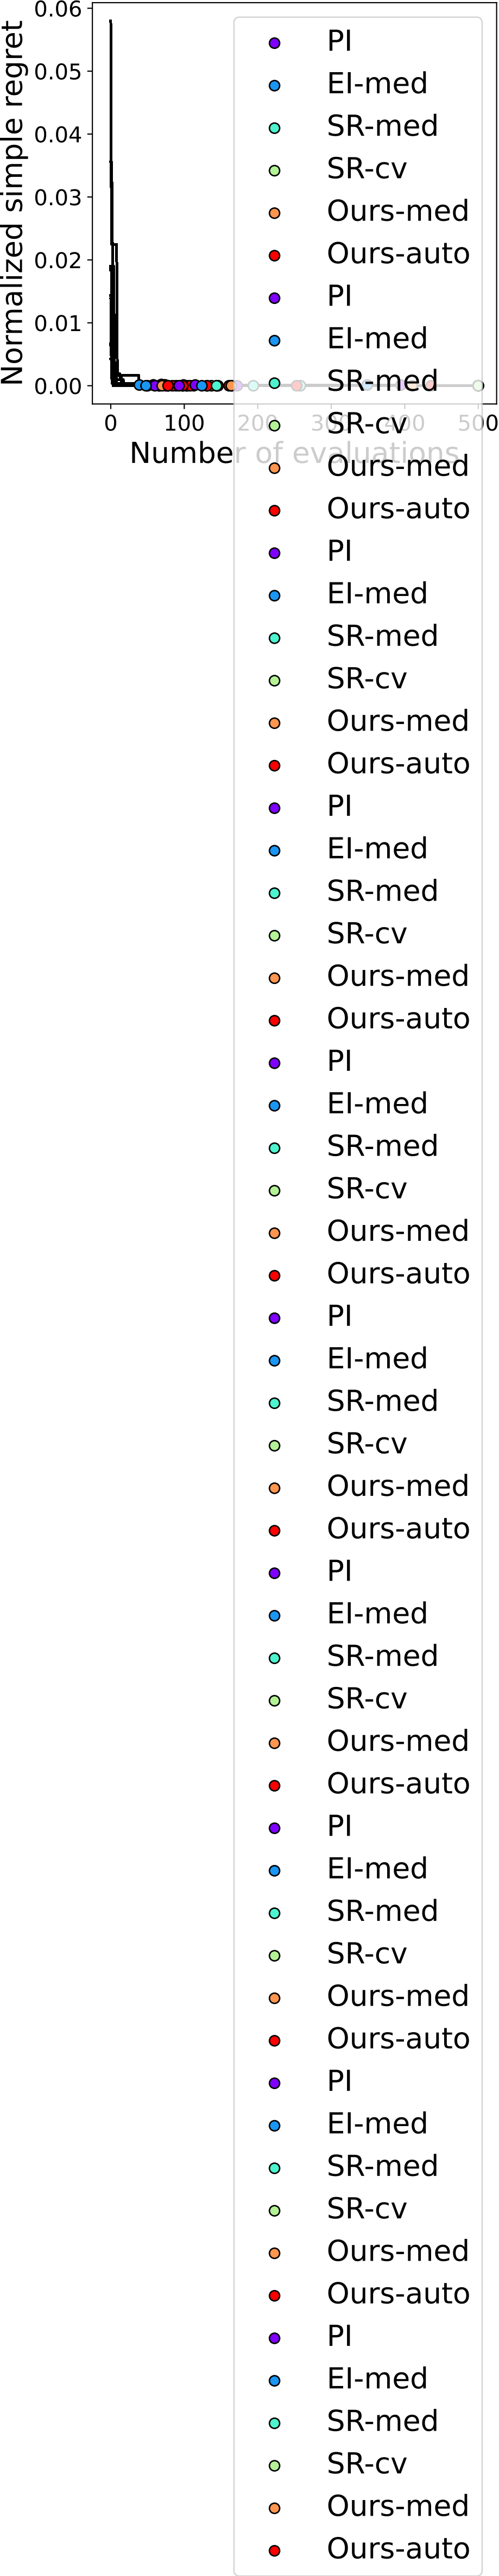 0.06
0.05
0.04
0.03
0.02
0.01
0.00
Normalized simple regret
0 100 200 300 400 500
Number of evaluations
PI
EI-med
SR-med
SR-cv
Ours-med
Ours-auto
PI
EI-med
SR-med
SR-cv
Ours-med
Ours-auto
PI
EI-med
SR-med
SR-cv
Ours-med
Ours-auto
PI
EI-med
SR-med
SR-cv
Ours-med
Ours-auto
PI
EI-med
SR-med
SR-cv
Ours-med
Ours-auto
PI
EI-med
SR-med
SR-cv
Ours-med
Ours-auto
PI
EI-med
SR-med
SR-cv
Ours-med
Ours-auto
PI
EI-med
SR-med
SR-cv
Ours-med
Ours-auto
PI
EI-med
SR-med
SR-cv
Ours-med
Ours-auto
PI
EI-med
SR-med
SR-cv
Ours-med
Ours-auto